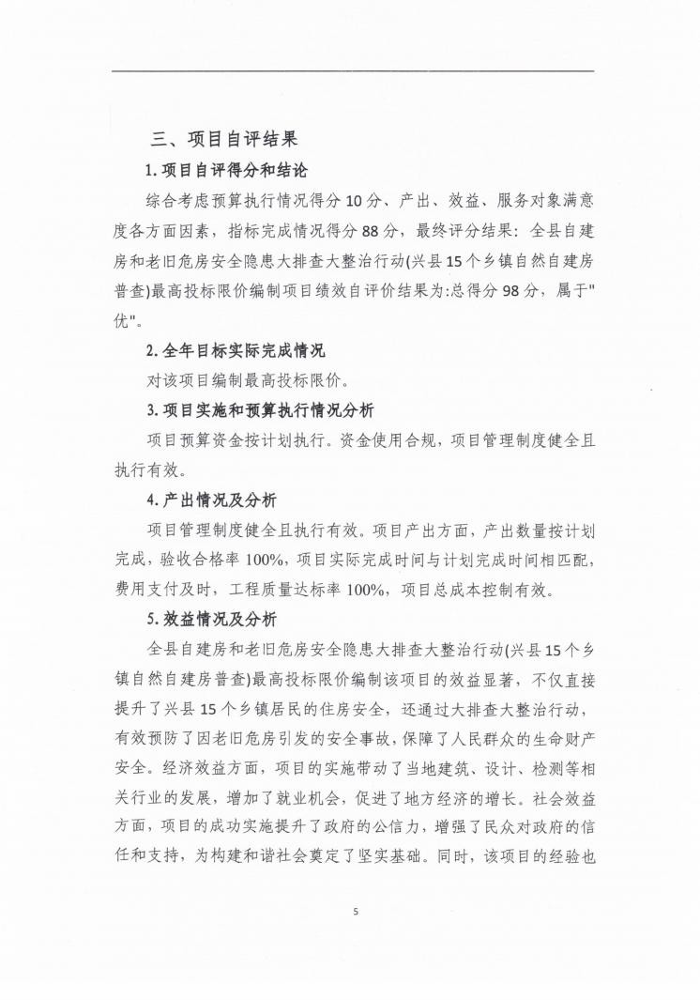 三、项目自评结果
1.项目自评得分和结论
综合考虑预算执行情况得分 10 分、产出、效益、服务对象满意
度各方面因素，指标完成情况得分 88 分，最终评分结果：全县自建
房和老旧危房安全隐患大排查大整治行动(兴县 15 个乡镇自然自建房
普查)最高投标限价编制项目绩效自评价结果为:总得分 98 分，属于"
优"。
2.全年目标实际完成情况
对该项目编制最高投标限价。
3.项目实施和预算执行情况分析
项目预算资金按计划执行。资金使用合规，项目管理制度健全且
执行有效。
4.产出情况及分析
项目管理制度健全且执行有效。项目产出方面，产出数量按计划
完成，验收合格率 100%，项目实际完成时间与计划完成时间相匹配，
费用支付及时，工程质量达标率 100%，项目总成本控制有效。
5.效益情况及分析
全县自建房和老旧危房安全隐患大排查大整治行动(兴县 15 个乡
镇自然自建房普查)最高投标限价编制该项目的效益显著，不仅直接
提升了兴县 15 个乡镇居民的住房安全，还通过大排查大整治行动，
有效预防了因老旧危房引发的安全事故，保障了人民群众的生命财产
安全。经济效益方面，项目的实施带动了当地建筑、设计、检测等相
关行业的发展，增加了就业机会，促进了地方经济的增长。社会效益
方面，项目的成功实施提升了政府的公信力，增强了民众对政府的信
任和支持，为构建和谐社会奠定了坚实基础。同时，该项目的经验也
5